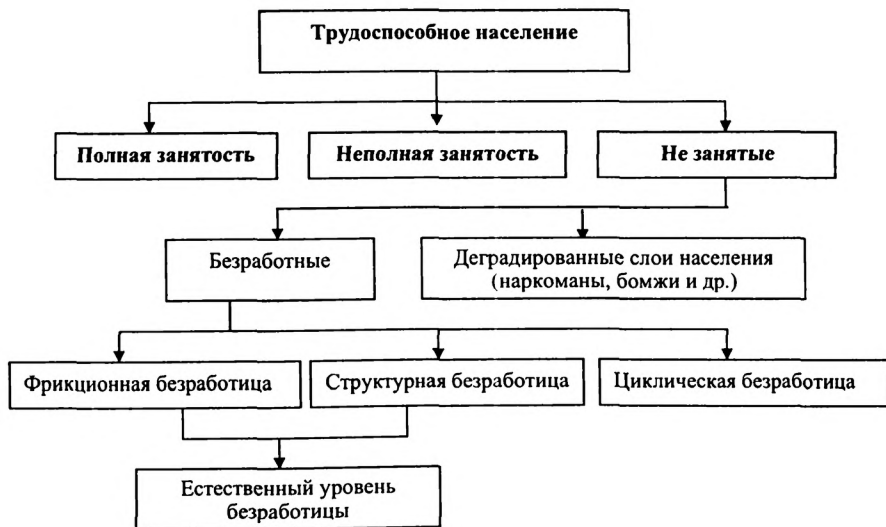 Трудоспособное население
Полная занятость
Неполная занятость
Не занятые
Безработные
Деградированные слои населения
(наркоманы, бомжи и др.)
Фрикционная безработица
Структурная безработица
Циклическая безработица
Естественный уровень
безработицы